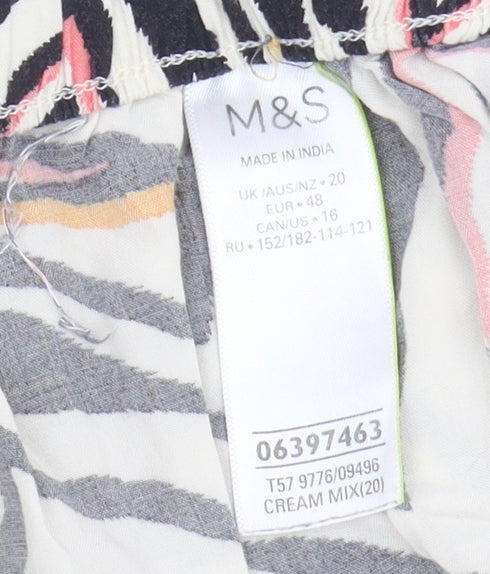 M&S
MADE IN INDIA
UK/AUS/NZ • 20
EUR • 48
CAN/US • 16
RU • 152/182-114-121
06397463
T57 9776/09496
CREAM MIX(20)